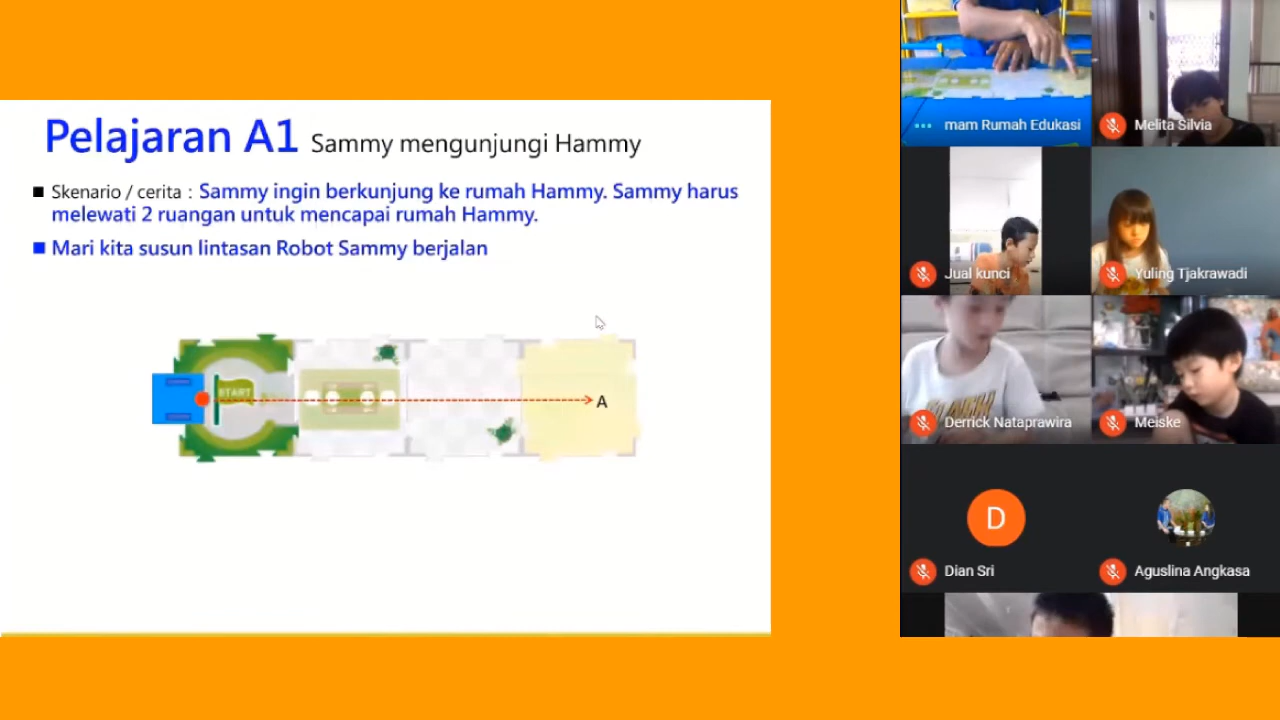 Pelajaran A1 Sammy mengunjungi Hammy
■ Skenario / cerita : Sammy ingin berkunjung ke rumah Hammy. Sammy harus
melewati 2 ruangan untuk mencapai rumah Hammy.
■ Mari kita susun lintasan Robot Sammy berjalan
START
A
mam Rumah Edukasi
Melita Silvia
Jual kunci
Yuling Tjakrawadi
Derrick Nataprawira
Meiske
D
Dian Sri
Aguslina Angkasa